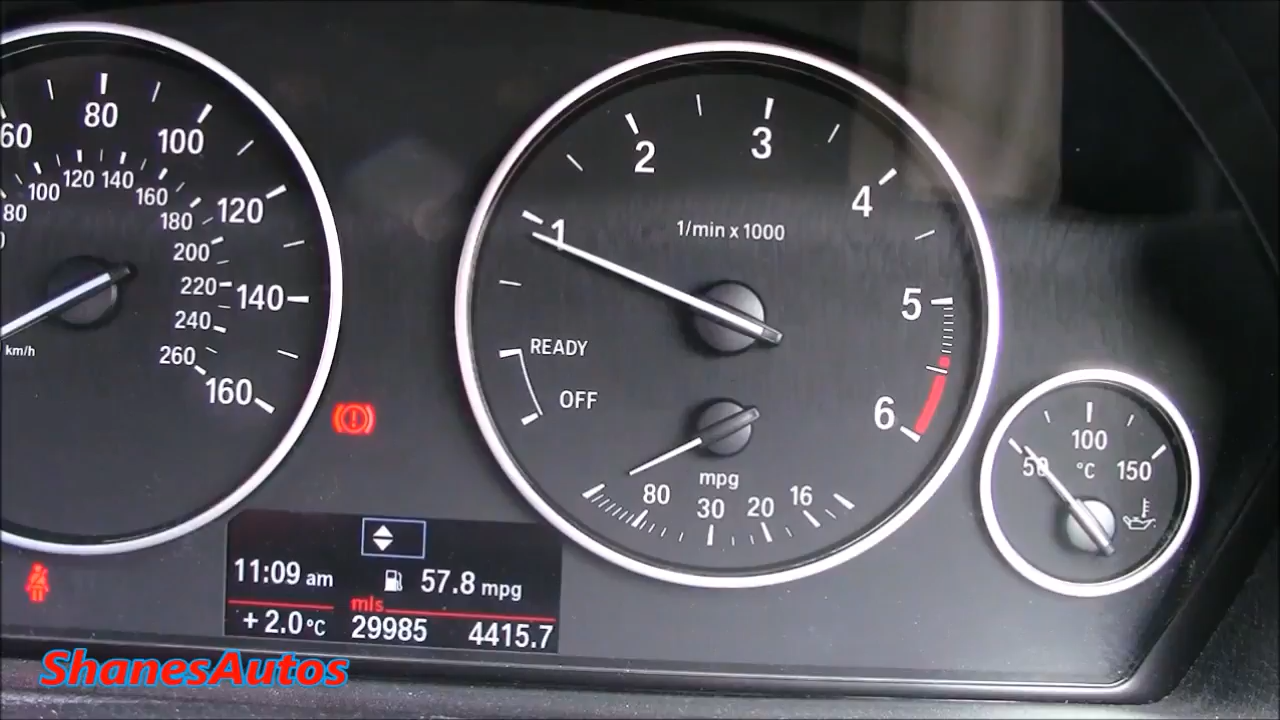 60
80
100
120
140
160
80
100
120
140
160
180
200
220
240
260
km/h
1
2
3
4
5
6
1/min x 1000
READY
OFF
mpg
80
30
20
16
50
100
150
°C
11:09 am
57.8 mpg
mls
+ 2.0°C
29985
4415.7
ShanesAutos